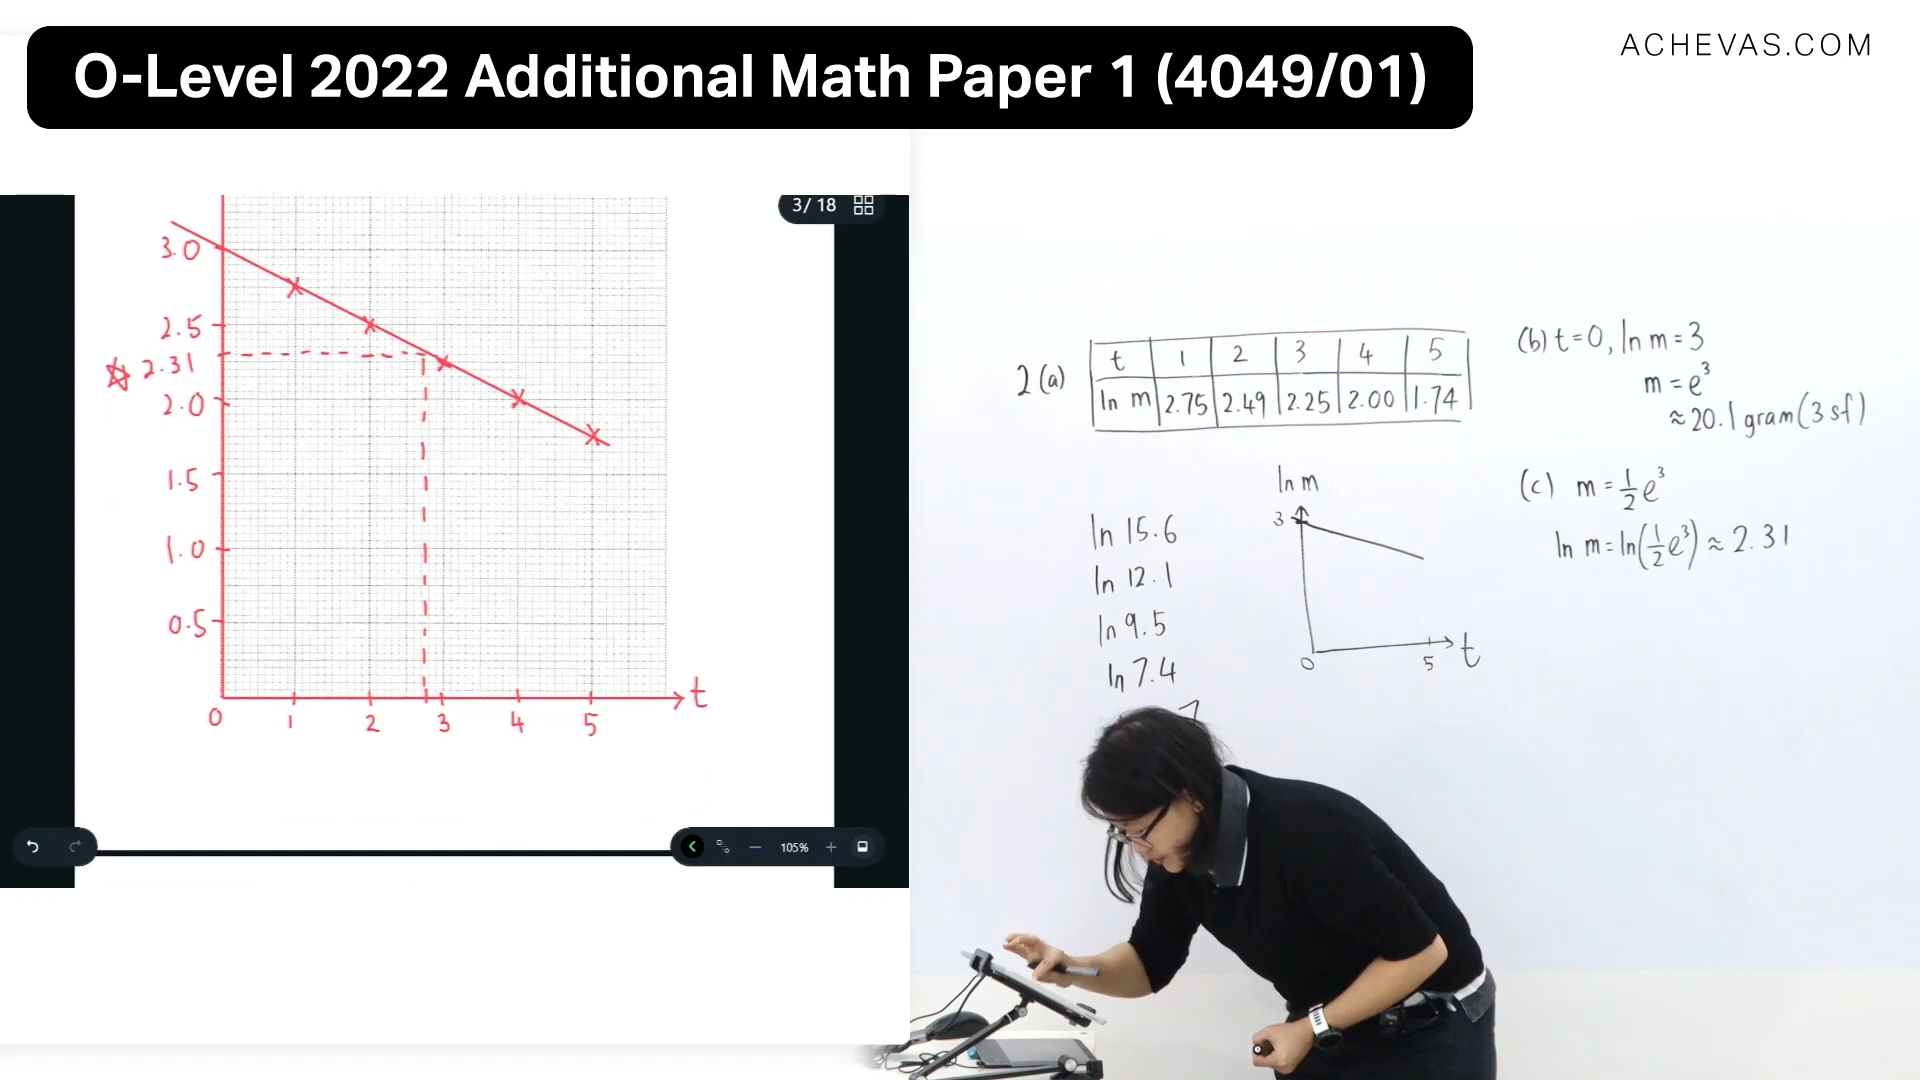 O-Level 2022 Additional Math Paper 1 (4049/01)
ACHEVAS.COM
3/ 18
3.0
2.5
☆ 2.31
2.0
1.5
1.0
0.5
t
0 1 2 3 4 5
105%
2(a)
t 1 2 3 4 5
ln m 2.75 2.49 2.25 2.00 1.74
ln 15.6
ln 12.1
ln 9.5
ln 7.4
7
ln m
3
0 5 t
(b) t=0, ln m = 3
m = e³
≈ 20.1 gram (3 sf)
(c) m = ½e³
ln m = ln(½e³) ≈ 2.31